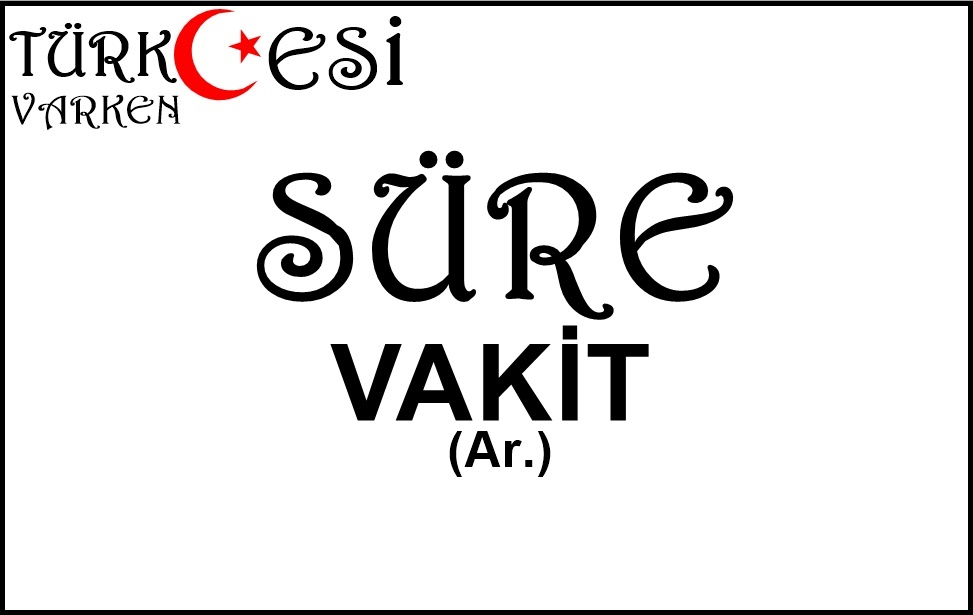 TÜRKÇESİ
VARKEN
SÜRE
VAKİT
(Ar.)